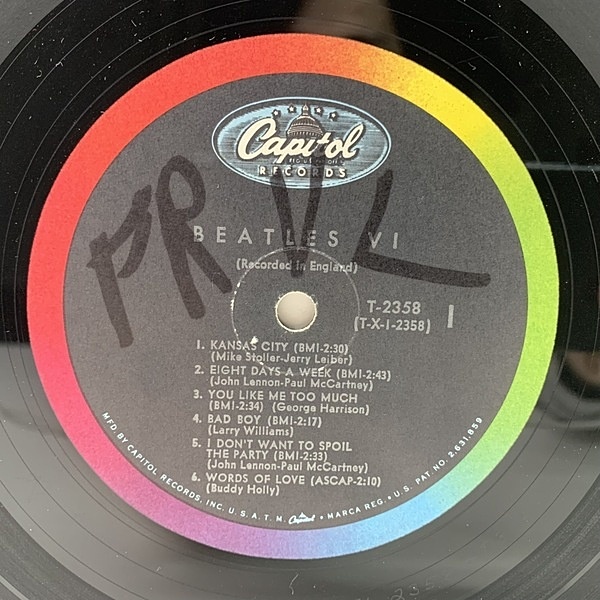 Capitol
RECORDS
BEATLES VI
(Recorded in England)
T-2358
(T-X-1-2358)
1
1. KANSAS CITY (BMI-2:30)
(Mike Stoller-Jerry Leiber)
2. EIGHT DAYS A WEEK (BMI-2:43)
(John Lennon-Paul McCartney)
3. YOU LIKE ME TOO MUCH
(BMI-2:34) (George Harrison)
4. BAD BOY (BMI-2:17)
(Larry Williams)
5. I DON'T WANT TO SPOIL
THE PARTY (BMI-2:33)
(John Lennon-Paul McCartney)
6. WORDS OF LOVE (ASCAP-2:10)
(Buddy Holly)
MFD. BY CAPITOL RECORDS, INC. U.S.A. T.M. Capitol • MARCA REG. • U.S. PAT. NO. 2,631,859